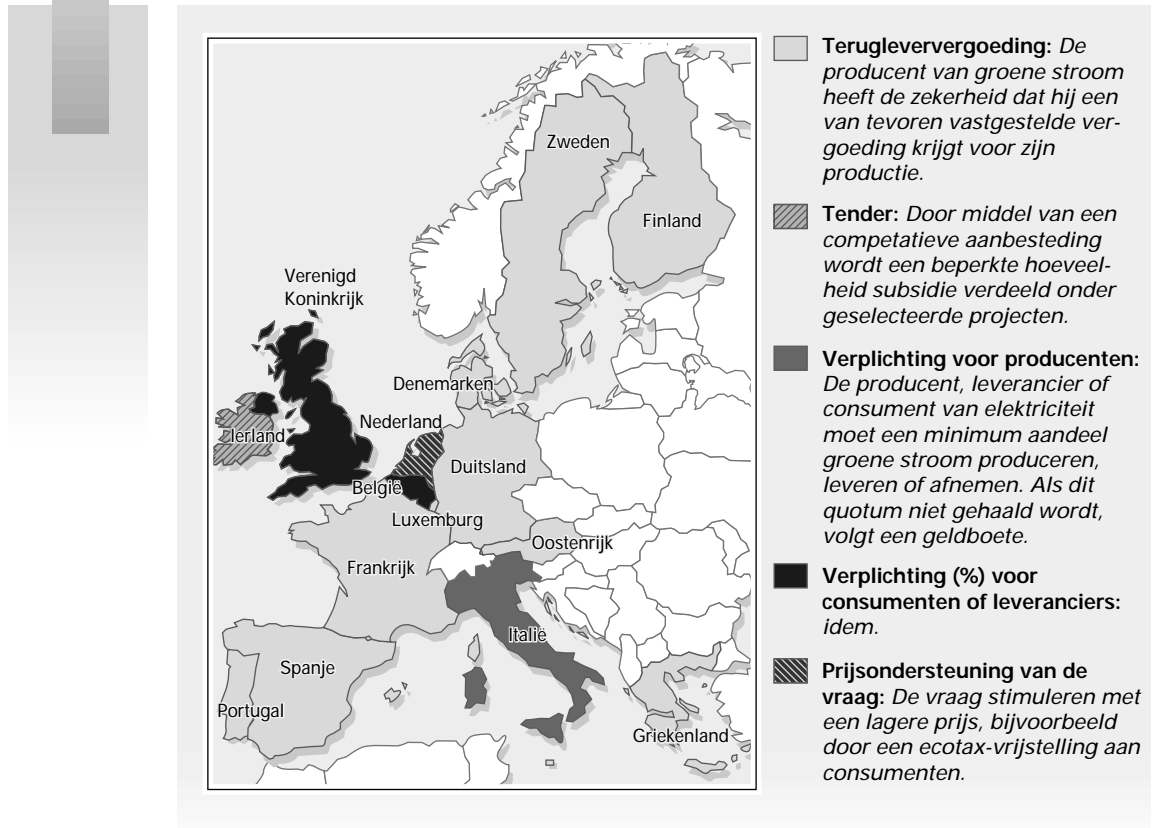 Zweden
Finland
Verenigd
Koninkrijk
Denemarken
Nederland
Ierland
Duitsland
België
Luxemburg
Oostenrijk
Frankrijk
Italië
Spanje
Portugal
Griekenland
Terugleververgoeding: De
producent van groene stroom
heeft de zekerheid dat hij een
van tevoren vastgestelde ver-
goeding krijgt voor zijn
productie.
Tender: Door middel van een
competatieve aanbesteding
wordt een beperkte hoeveel-
heid subsidie verdeeld onder
geselecteerde projecten.
Verplichting voor producenten:
De producent, leverancier of
consument van elektriciteit
moet een minimum aandeel
groene stroom produceren,
leveren of afnemen. Als dit
quotum niet gehaald wordt,
volgt een geldboete.
Verplichting (%) voor
consumenten of leveranciers:
idem.
Prijsondersteuning van de
vraag: De vraag stimuleren met
een lagere prijs, bijvoorbeeld
door een ecotax-vrijstelling aan
consumenten.